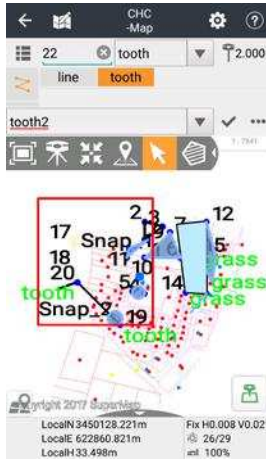 CHC
-Map
22 tooth 2.000
line tooth
tooth2
2 3 7 12
17 Snap
18 11 10 5
20 grass
tooth 5 14 grass
Snap_2 grass
19
tooth
Copyright 2017 SuperMap
LocalN 3450128.221m Fix H0.008 V0.02
LocalE 622860.821m 26/29
LocalH 33.498m 100%